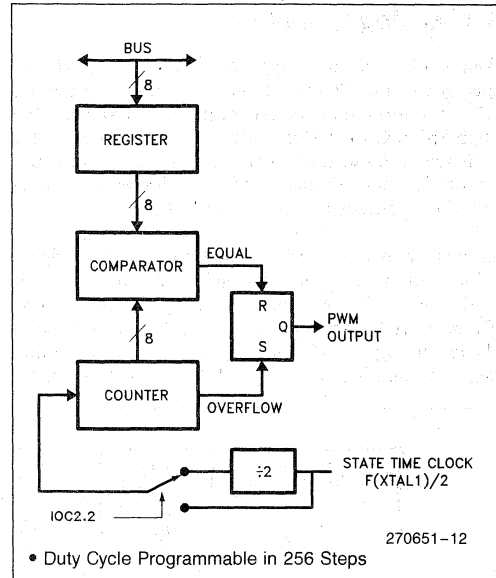 BUS
8
REGISTER
8
COMPARATOR
EQUAL
R
Q
S
PWM
OUTPUT
8
COUNTER
OVERFLOW
÷2
STATE TIME CLOCK
F(XTAL1)/2
IOC2.2
270651-12
• Duty Cycle Programmable in 256 Steps